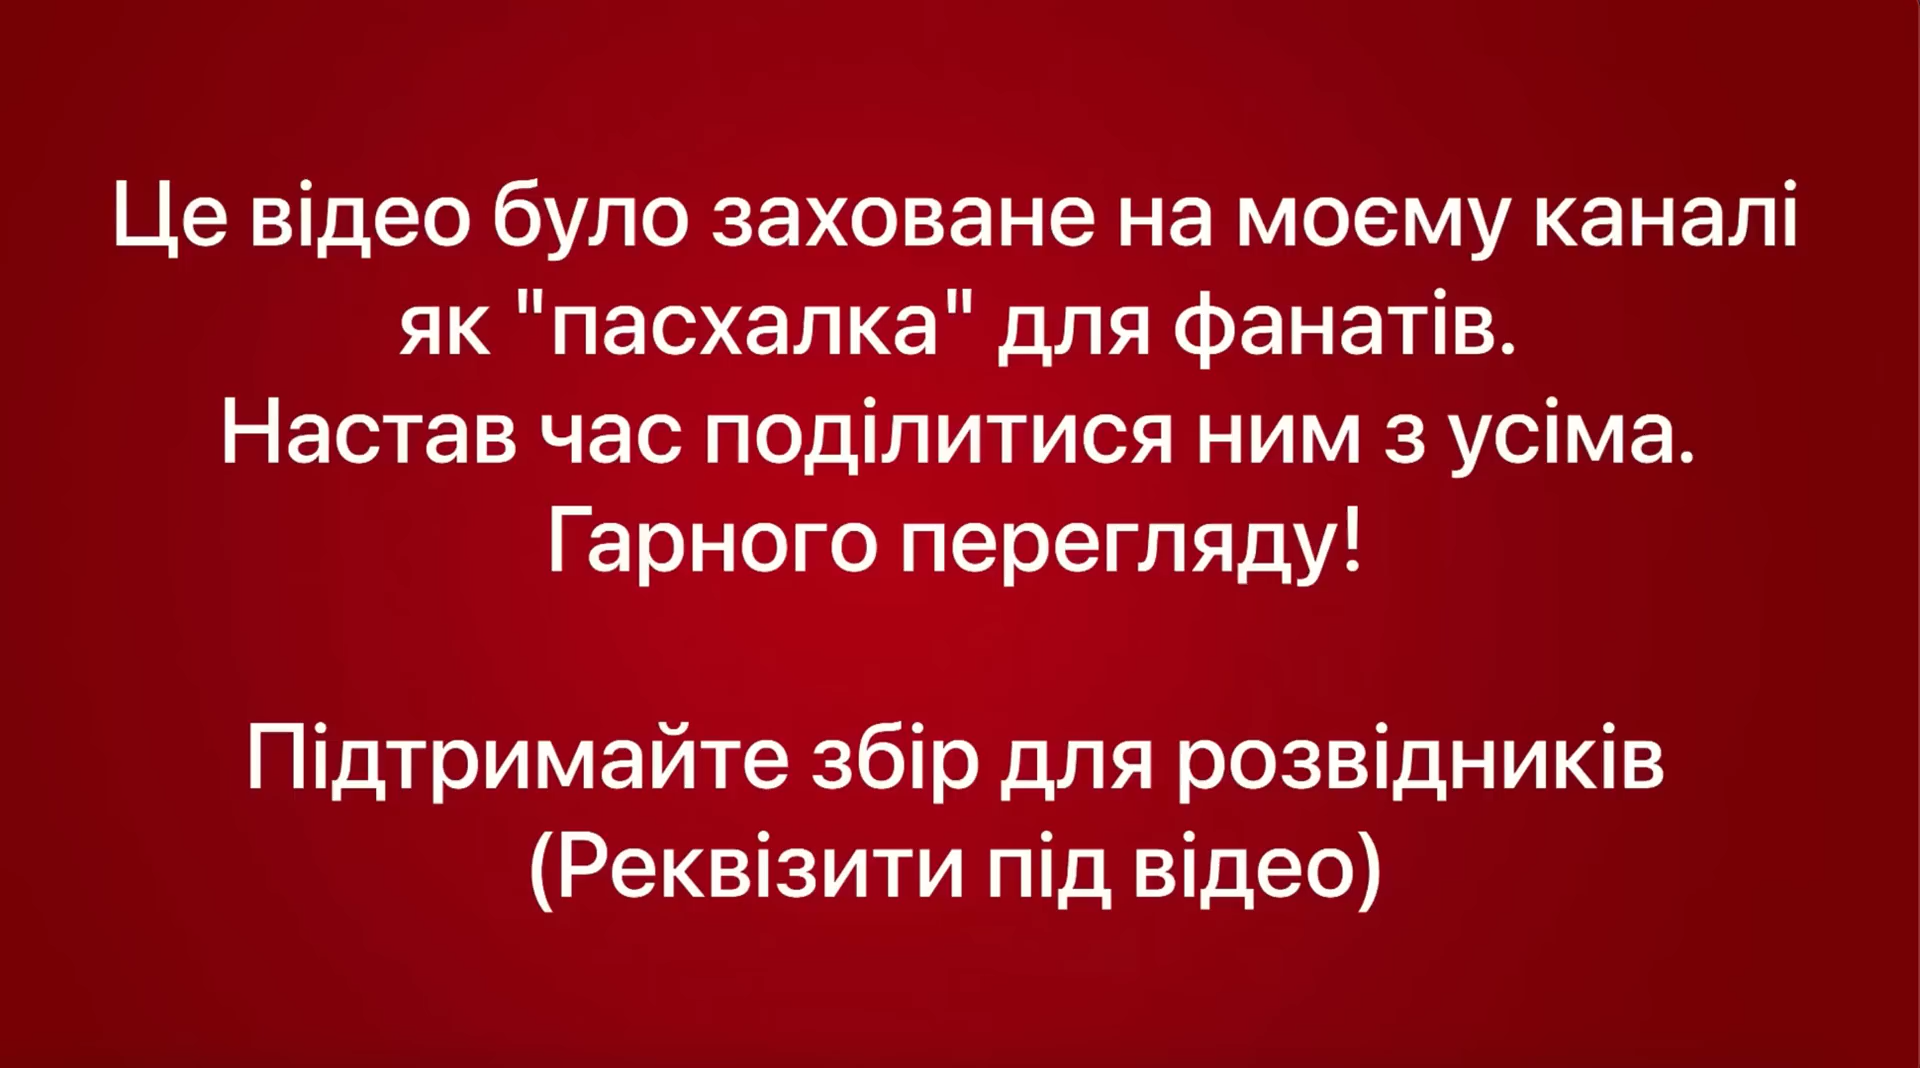 Це відео було заховане на моєму каналі
як "пасхалка" для фанатів.
Настав час поділитися ним з усіма.
Гарного перегляду!
Підтримайте збір для розвідників
(Реквізити під відео)